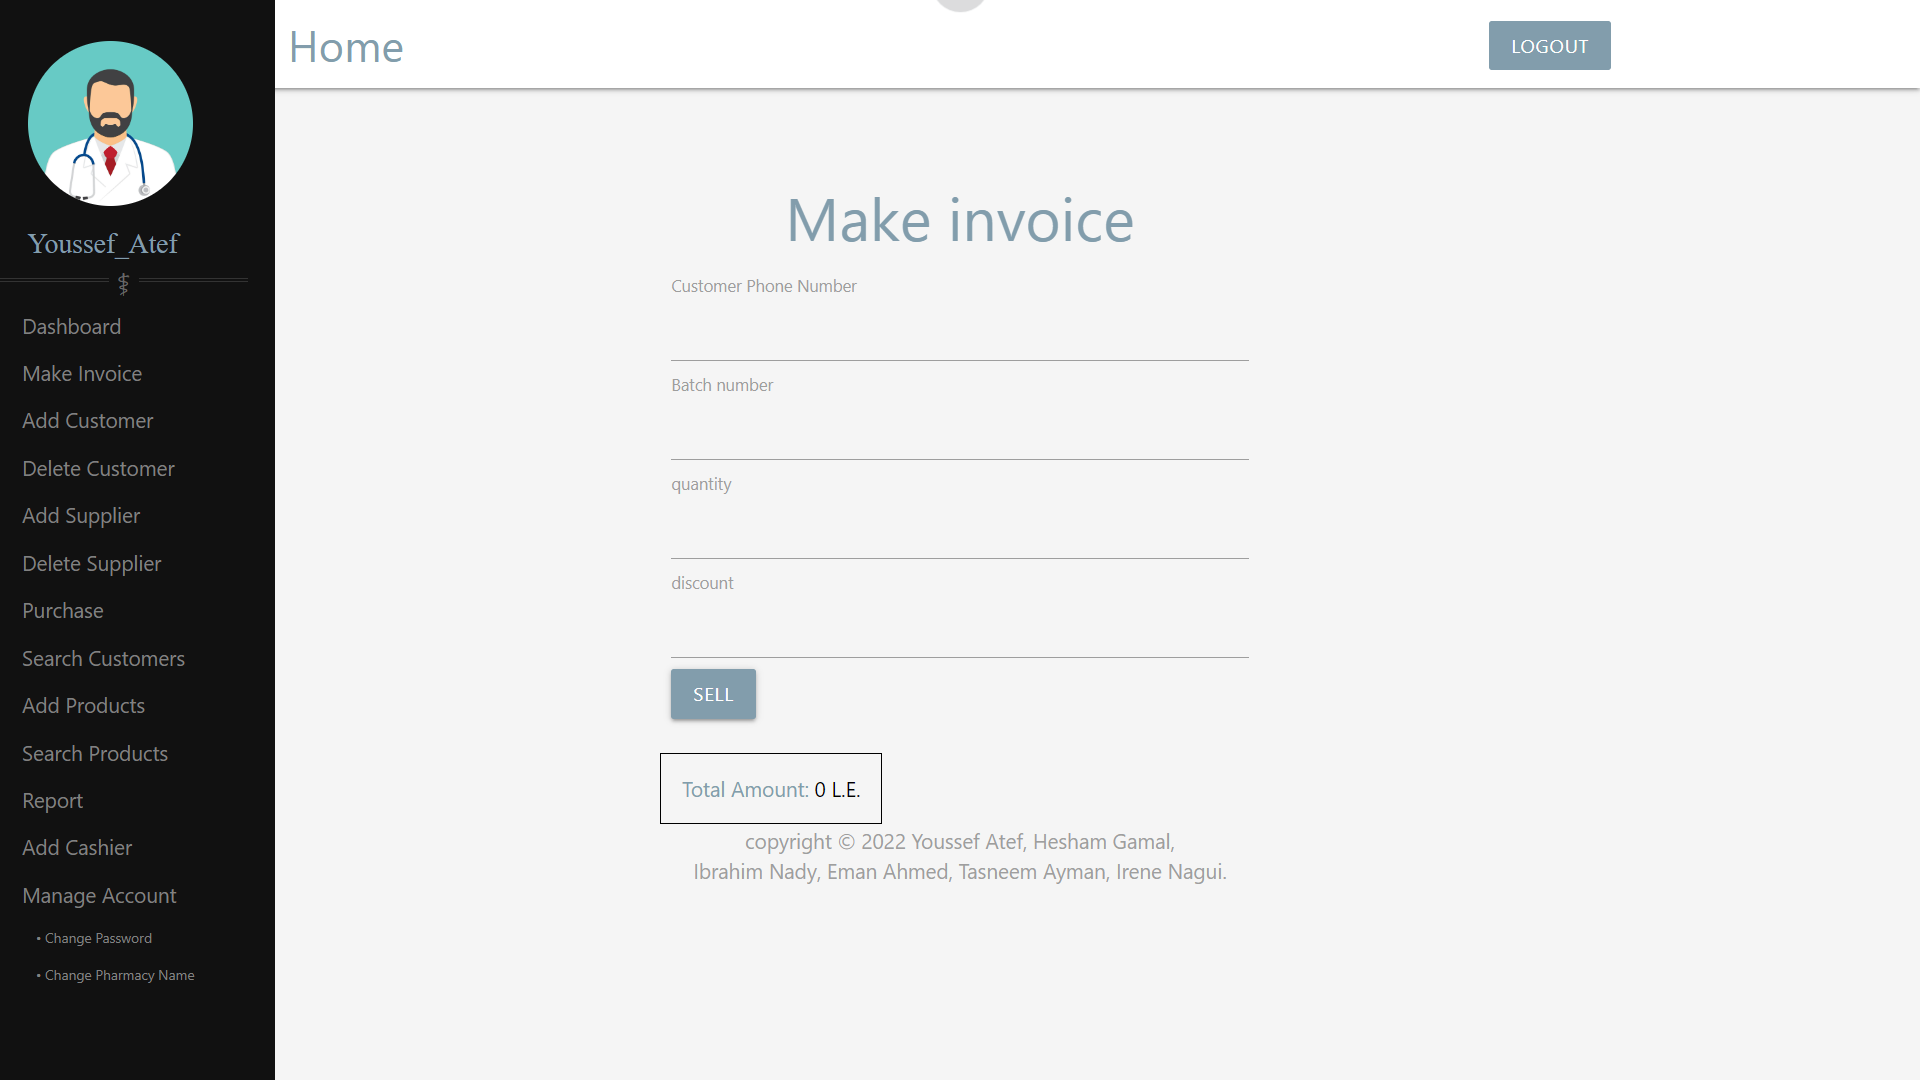 Home
LOGOUT
Youssef_Atef
Dashboard
Make Invoice
Add Customer
Delete Customer
Add Supplier
Delete Supplier
Purchase
Search Customers
Add Products
Search Products
Report
Add Cashier
Manage Account
• Change Password
• Change Pharmacy Name
Make invoice
Customer Phone Number
Batch number
quantity
discount
SELL
Total Amount: 0 L.E.
copyright © 2022 Youssef Atef, Hesham Gamal,
Ibrahim Nady, Eman Ahmed, Tasneem Ayman, Irene Nagui.